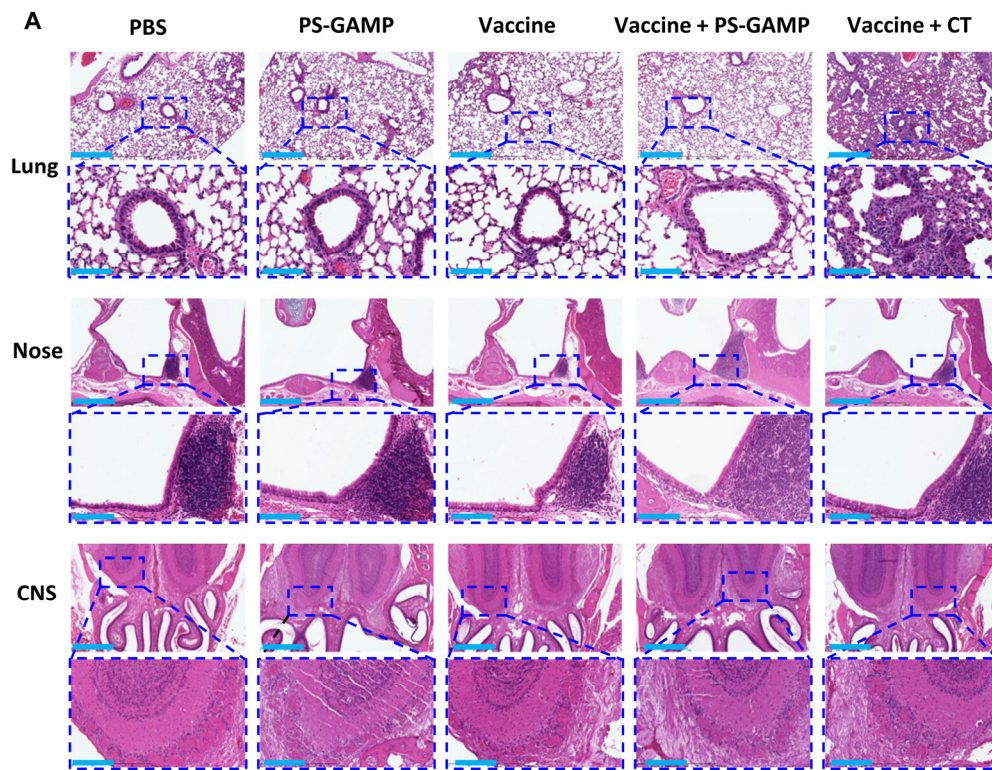 A
PBS PS-GAMP Vaccine Vaccine + PS-GAMP Vaccine + CT
Lung
Nose
CNS